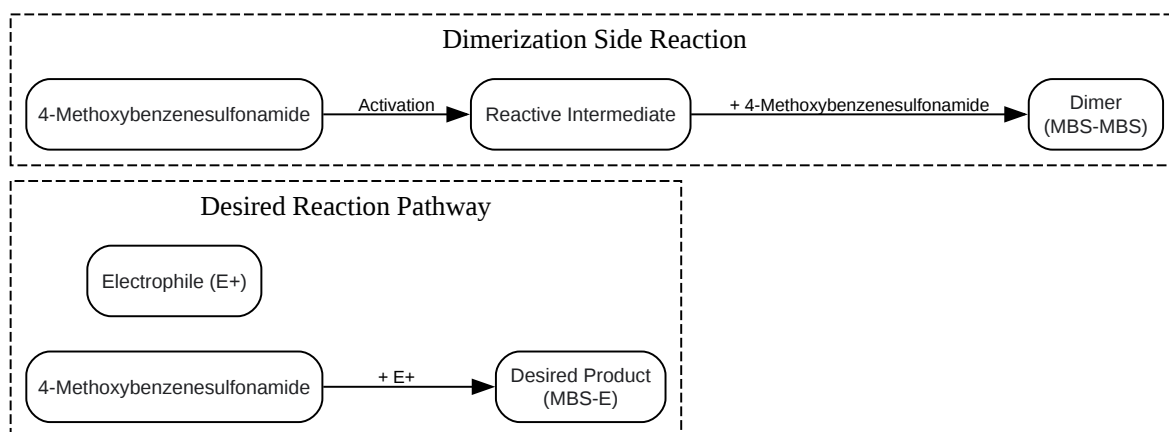 Dimerization Side Reaction
4-Methoxybenzenesulfonamide
Activation
Reactive Intermediate
+ 4-Methoxybenzenesulfonamide
Dimer
(MBS-MBS)
Desired Reaction Pathway
Electrophile (E+)
4-Methoxybenzenesulfonamide
+ E+
Desired Product
(MBS-E)